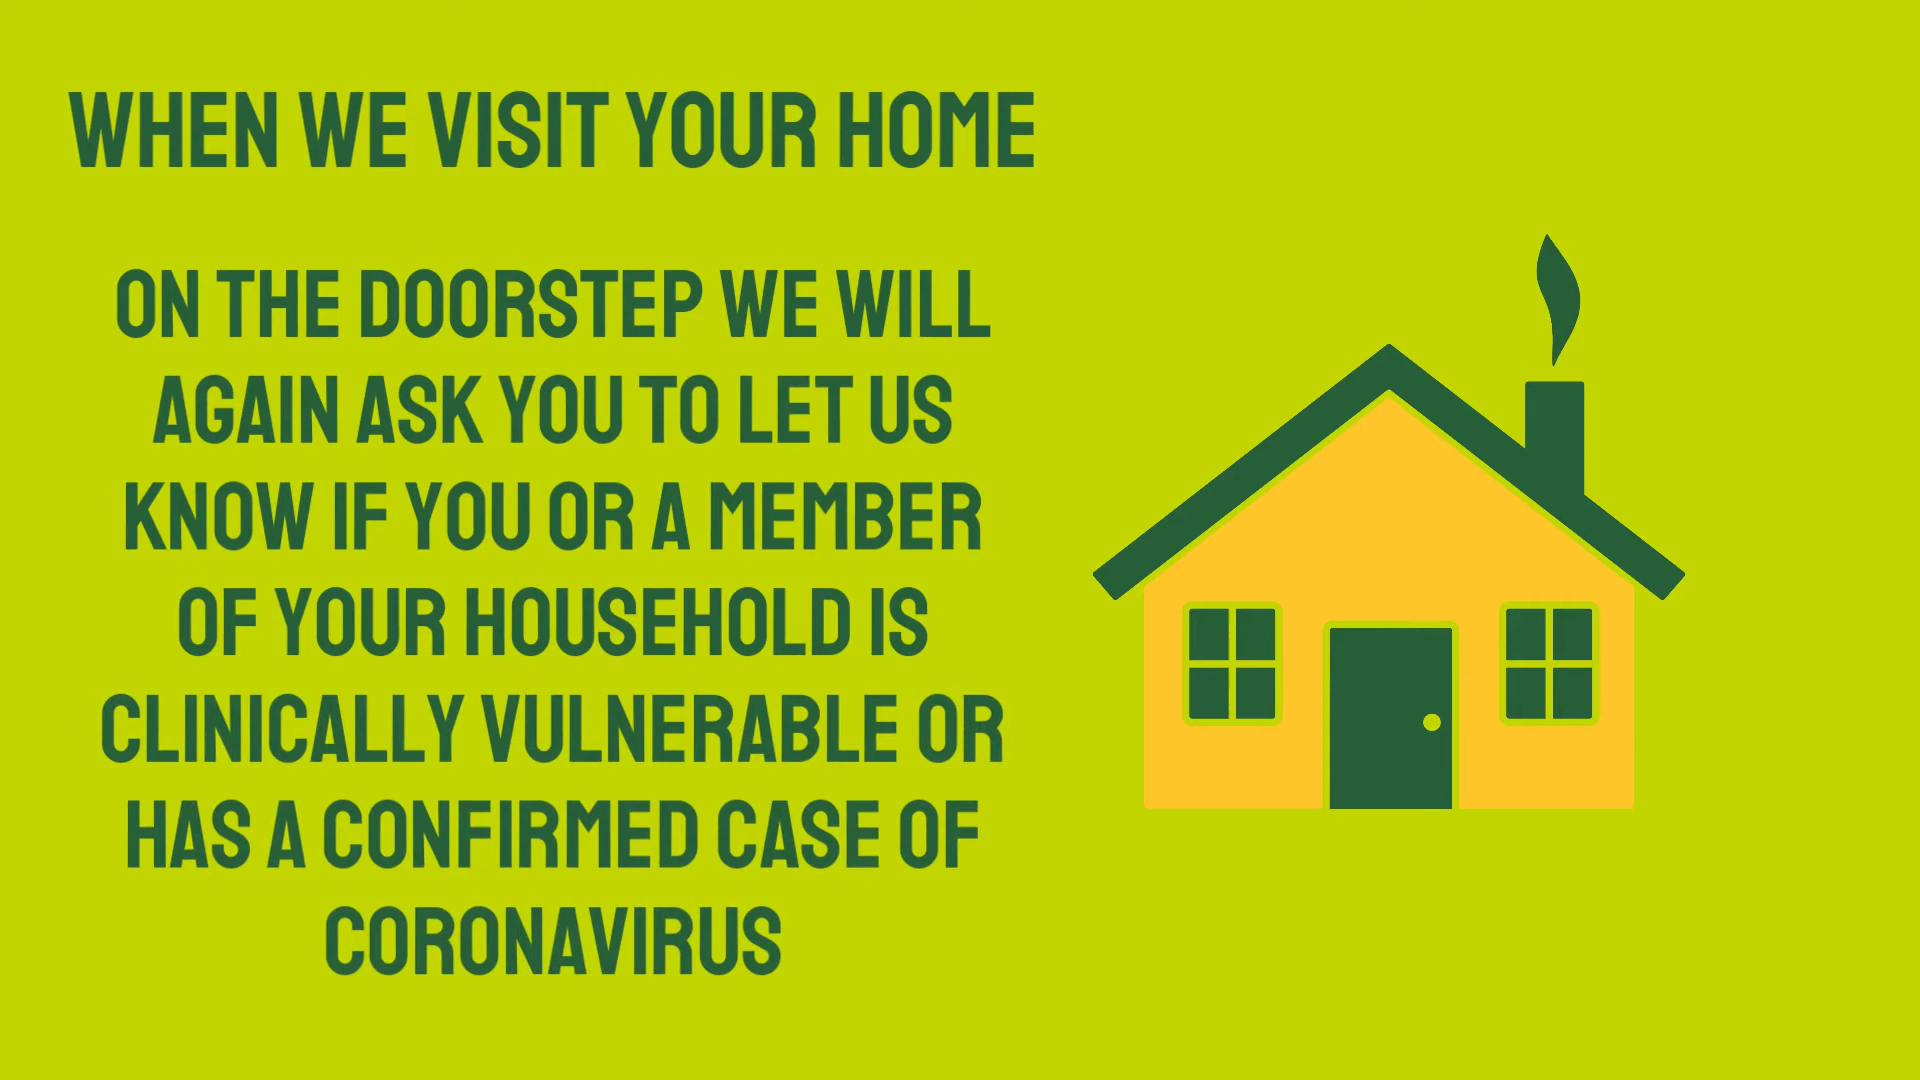 WHEN WE VISIT YOUR HOME
ON THE DOORSTEP WE WILL
AGAIN ASK YOU TO LET US
KNOW IF YOU OR A MEMBER
OF YOUR HOUSEHOLD IS
CLINICALLY VULNERABLE OR
HAS A CONFIRMED CASE OF
CORONAVIRUS